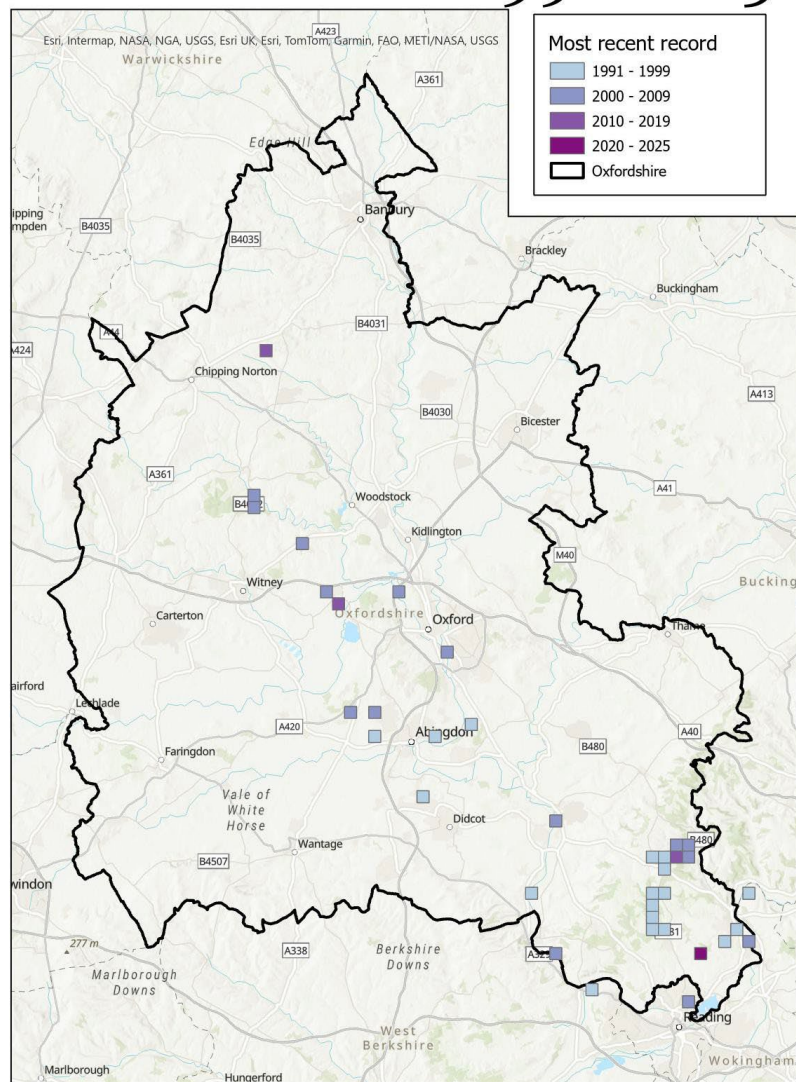 Esri, Intermap, NASA, NGA, USGS, Esri UK, Esri, TomTom, Garmin, FAO, METI/NASA, USGS
Most recent record
1991 - 1999
2000 - 2009
2010 - 2019
2020 - 2025
Oxfordshire
A423
Warwickshire
A361
Edge Hill
Banbury
B4035
B4035
Brackley
Buckingham
A44
B4031
A424
Chipping Norton
A413
B4030
Bicester
A361
A41
Woodstock
Kidlington
M40
Witney
Oxfordshire
Carterton
Oxford
Thame
Lechlade
A420
Abingdon
A40
B480
Faringdon
Vale of
White
Horse
Didcot
B480
Wantage
B4507
277 m
A338
Berkshire
Downs
Marlborough
Downs
West
Berkshire
Reading
Wokingham
Marlborough
Hungerford